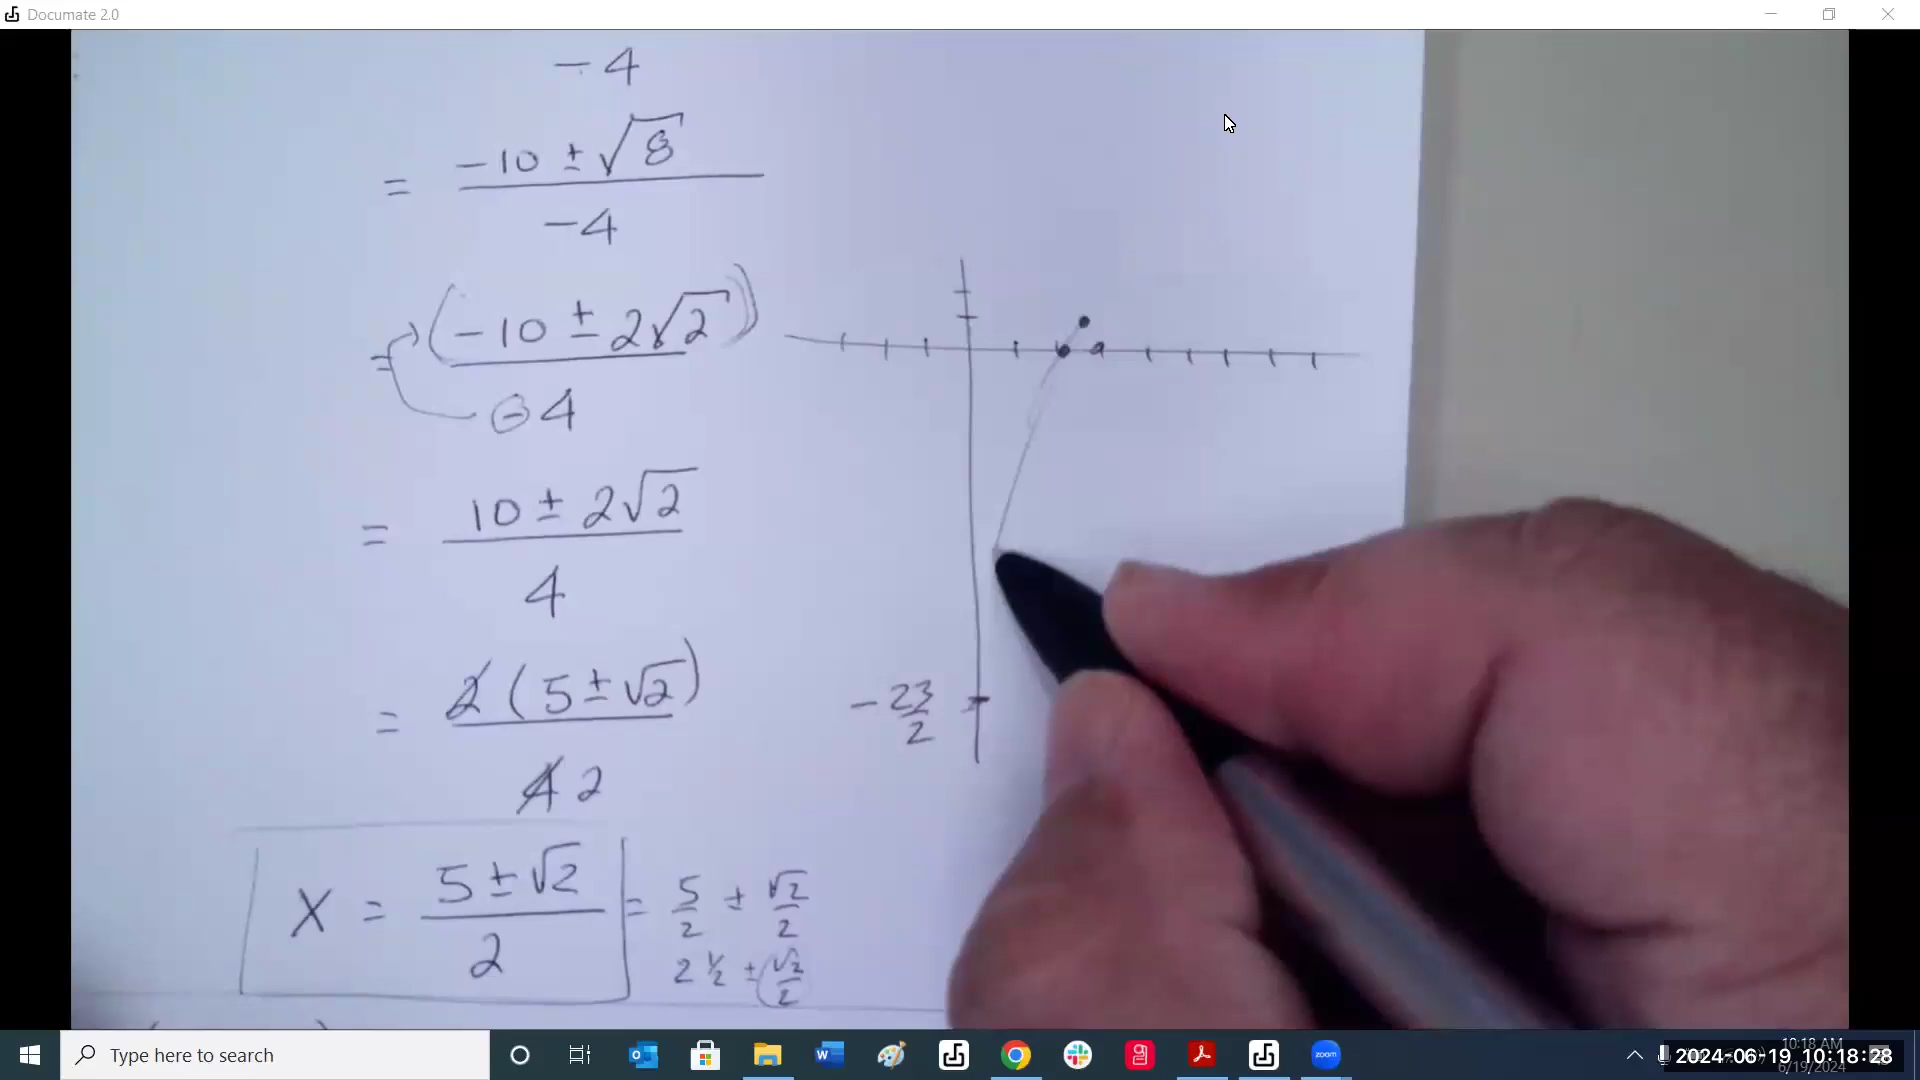 Documate 2.0
-4
= -10 ± √8
-4
= (-10 ± 2√2)
-4
= 10 ± 2√2
4
= 2(5 ± √2)
4 2
X = 5 ± √2 / 2 = 5/2 ± √2/2
2 1/2 ± √2/2
-23/2
Type here to search
zoom
10:18 AM
2024-06-19 10:18:28
6/19/2024